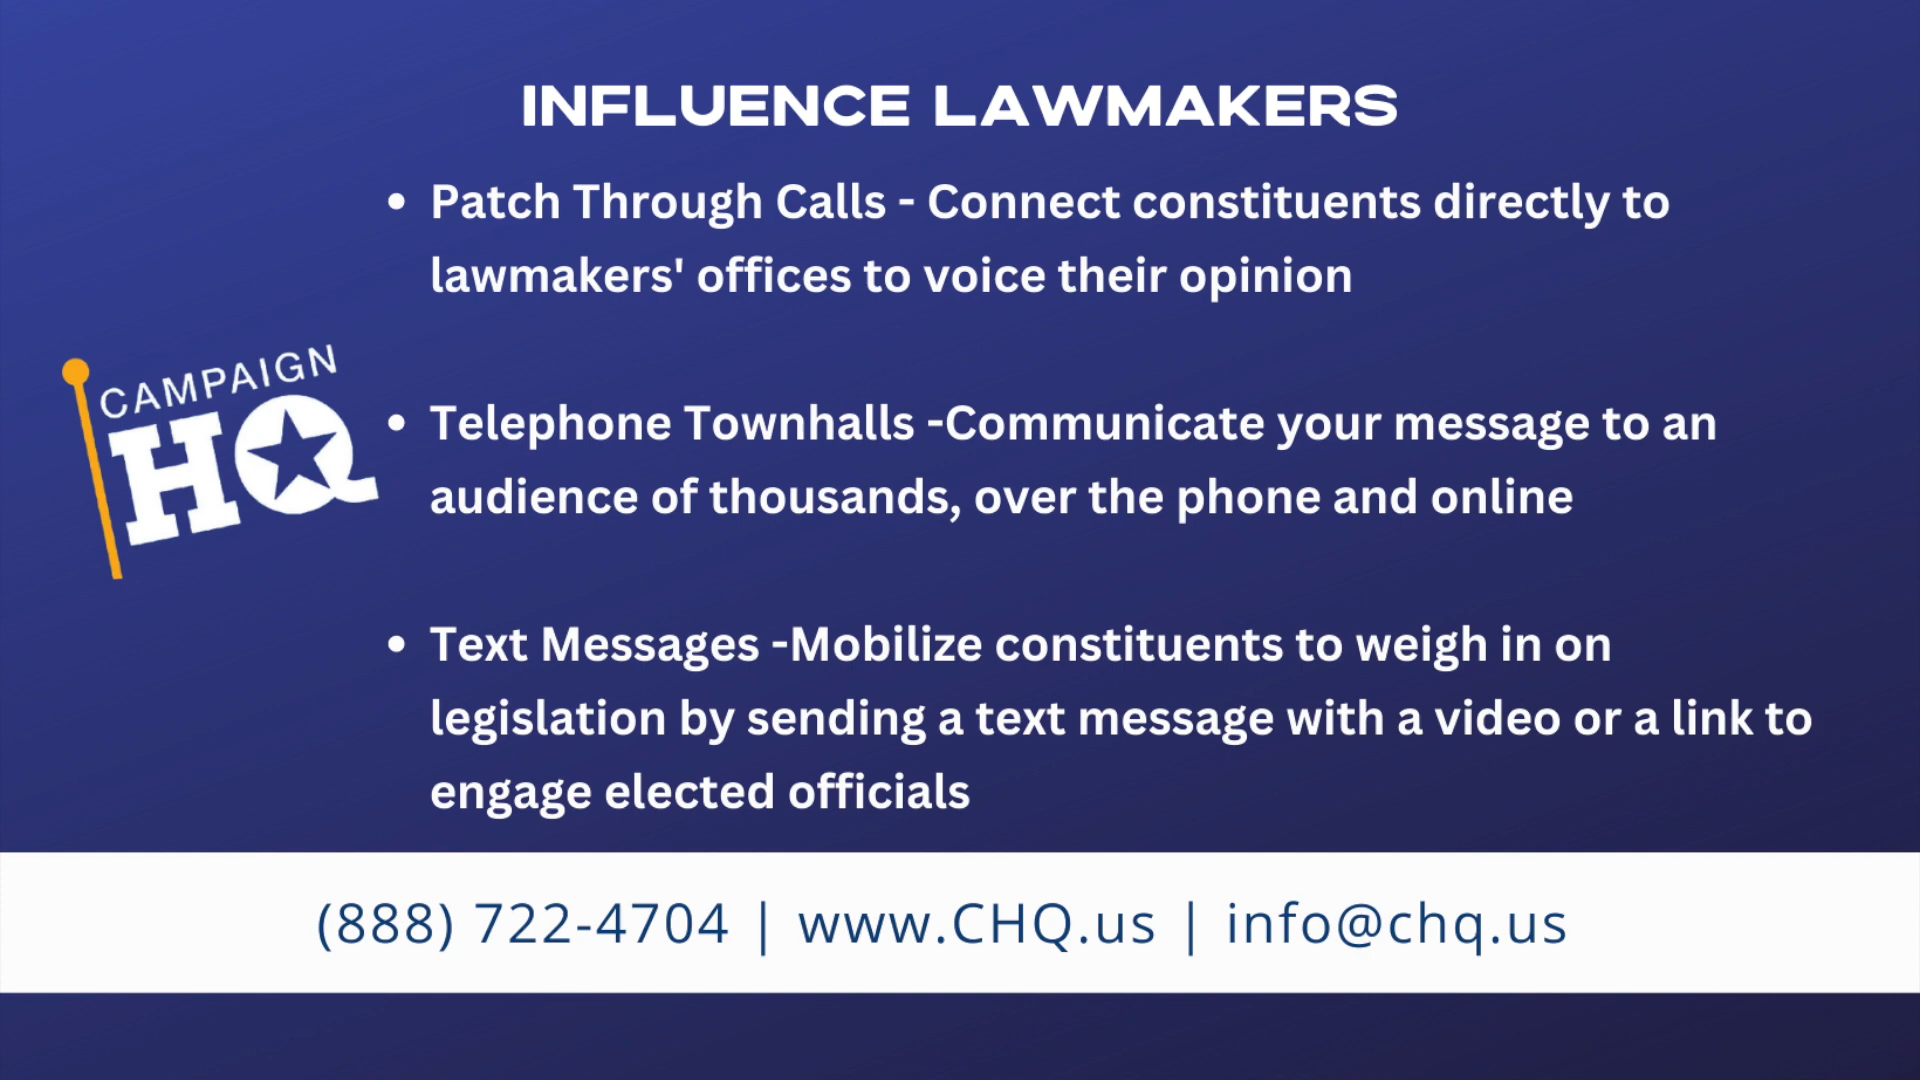 INFLUENCE LAWMAKERS
• Patch Through Calls - Connect constituents directly to
lawmakers' offices to voice their opinion
CAMPAIGN
HQ
• Telephone Townhalls -Communicate your message to an
audience of thousands, over the phone and online
• Text Messages -Mobilize constituents to weigh in on
legislation by sending a text message with a video or a link to
engage elected officials
(888) 722-4704 | www.CHQ.us | info@chq.us